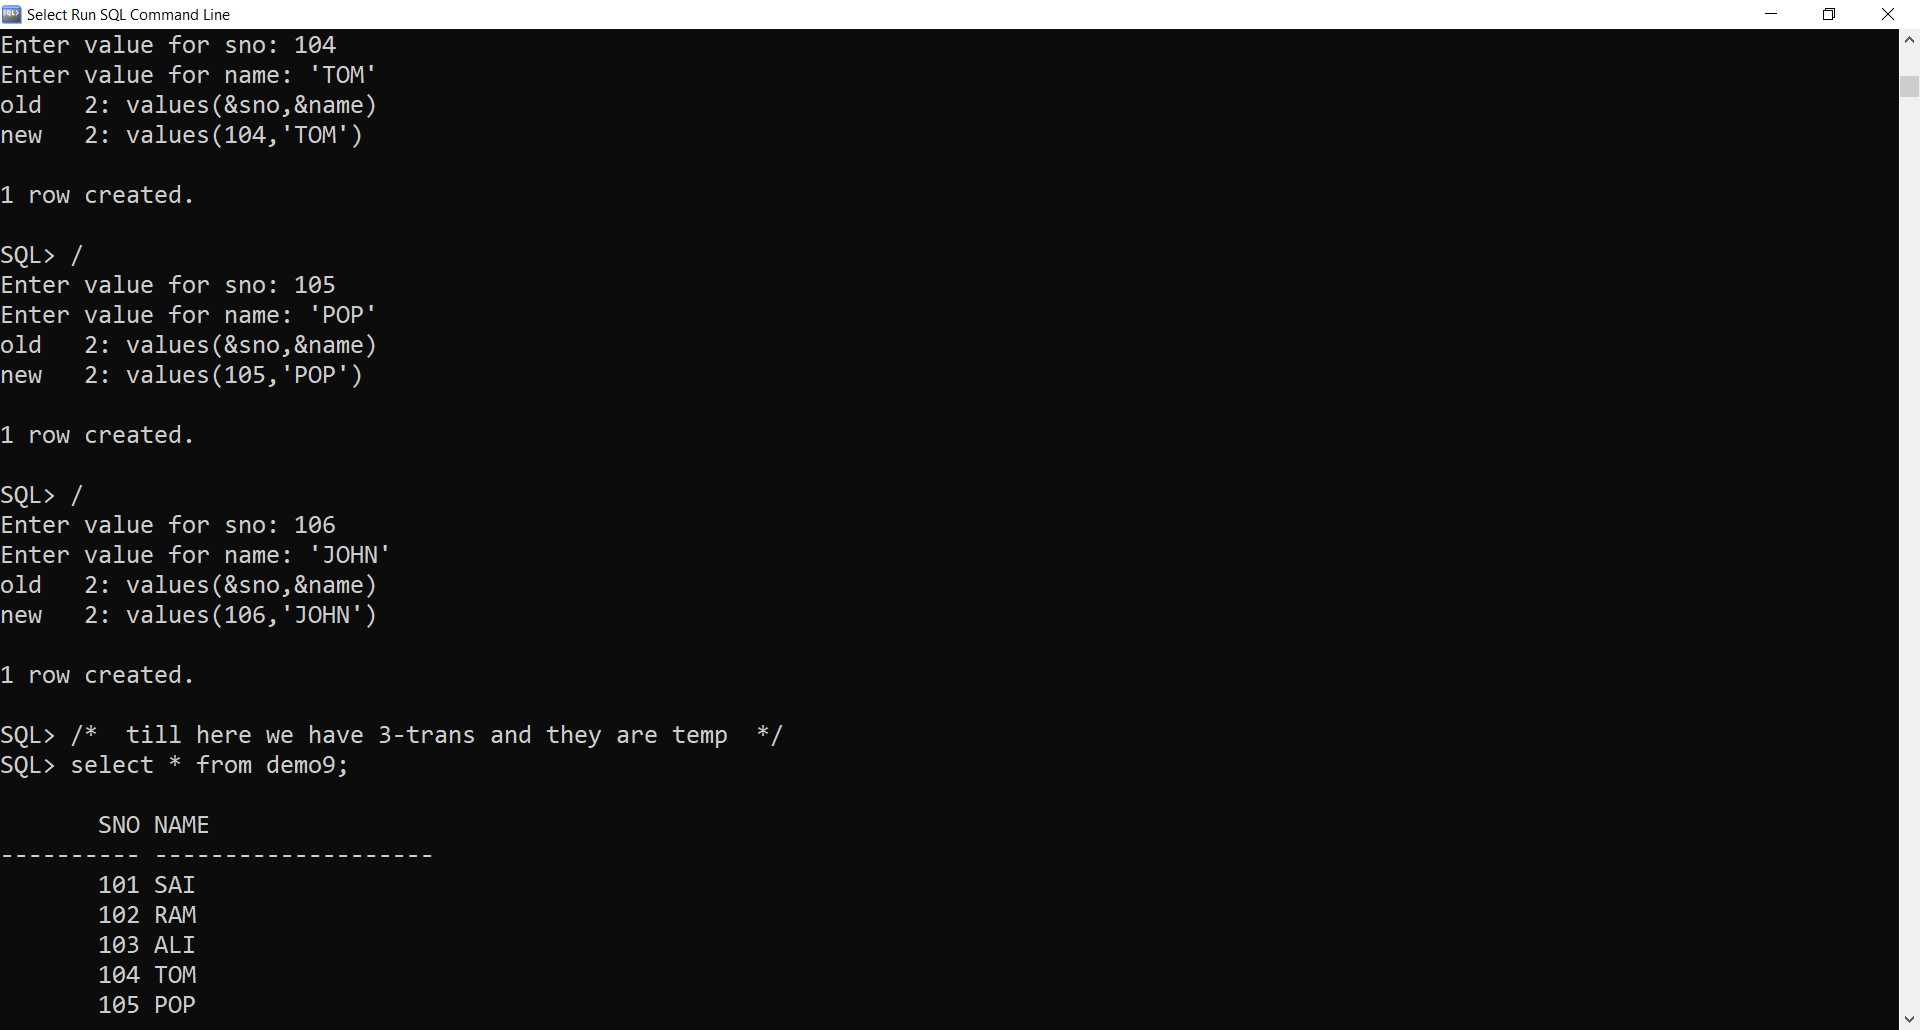 Select Run SQL Command Line
Enter value for sno: 104
Enter value for name: 'TOM'
old   2: values(&sno,&name)
new   2: values(104,'TOM')
1 row created.
SQL> /
Enter value for sno: 105
Enter value for name: 'POP'
old   2: values(&sno,&name)
new   2: values(105,'POP')
1 row created.
SQL> /
Enter value for sno: 106
Enter value for name: 'JOHN'
old   2: values(&sno,&name)
new   2: values(106,'JOHN')
1 row created.
SQL> /*  till here we have 3-trans and they are temp  */
SQL> select * from demo9;
       SNO NAME
---------- --------------------
       101 SAI
       102 RAM
       103 ALI
       104 TOM
       105 POP